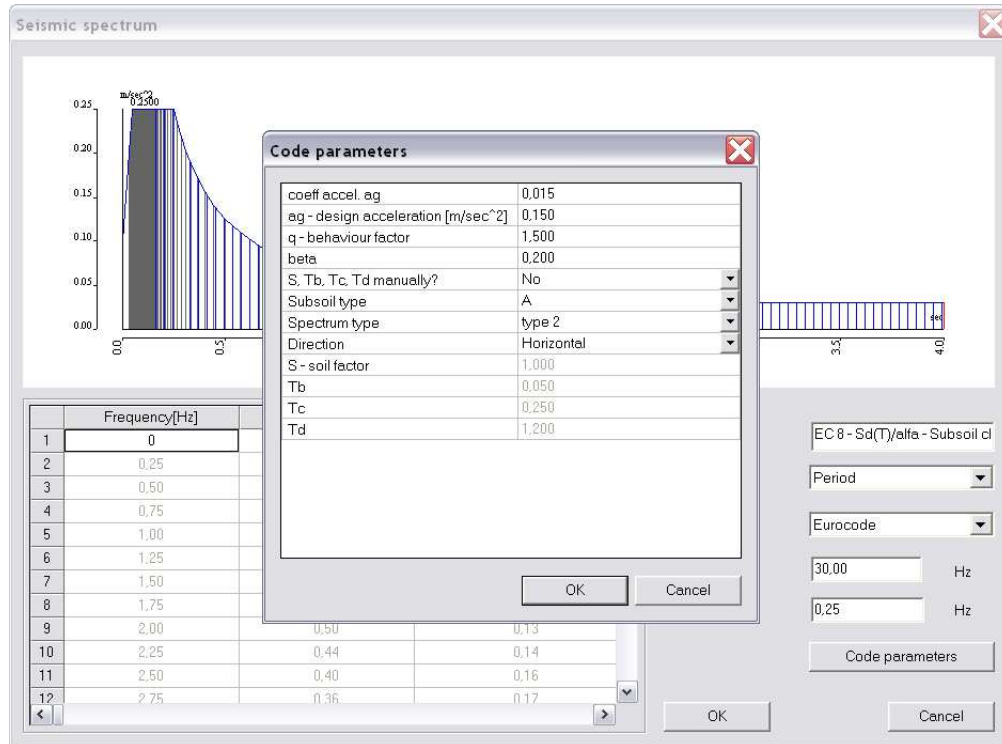 Seismic spectrum
m/sec^2
0.2500
0.25
0.20
0.15
0.10
0.05
0.00
0.0
0.5
3.5
4.0
sec
Code parameters
coeff accel. ag 0,015
ag - design acceleration [m/sec^2] 0,150
q - behaviour factor 1,500
beta 0,200
S, Tb, Tc, Td manually? No
Subsoil type A
Spectrum type type 2
Direction Horizontal
S - soil factor 1,000
Tb 0,050
Tc 0,250
Td 1,200
OK Cancel
Frequency[Hz]
1 0
2 0,25
3 0,50
4 0,75
5 1,00
6 1,25
7 1,50
8 1,75
9 2,00 0,50 0,13
10 2,25 0,44 0,14
11 2,50 0,40 0,16
12 2,75 0,36 0,17
EC 8 - Sd(T)/alfa - Subsoil cl
Period
Eurocode
30,00 Hz
0,25 Hz
Code parameters
OK Cancel